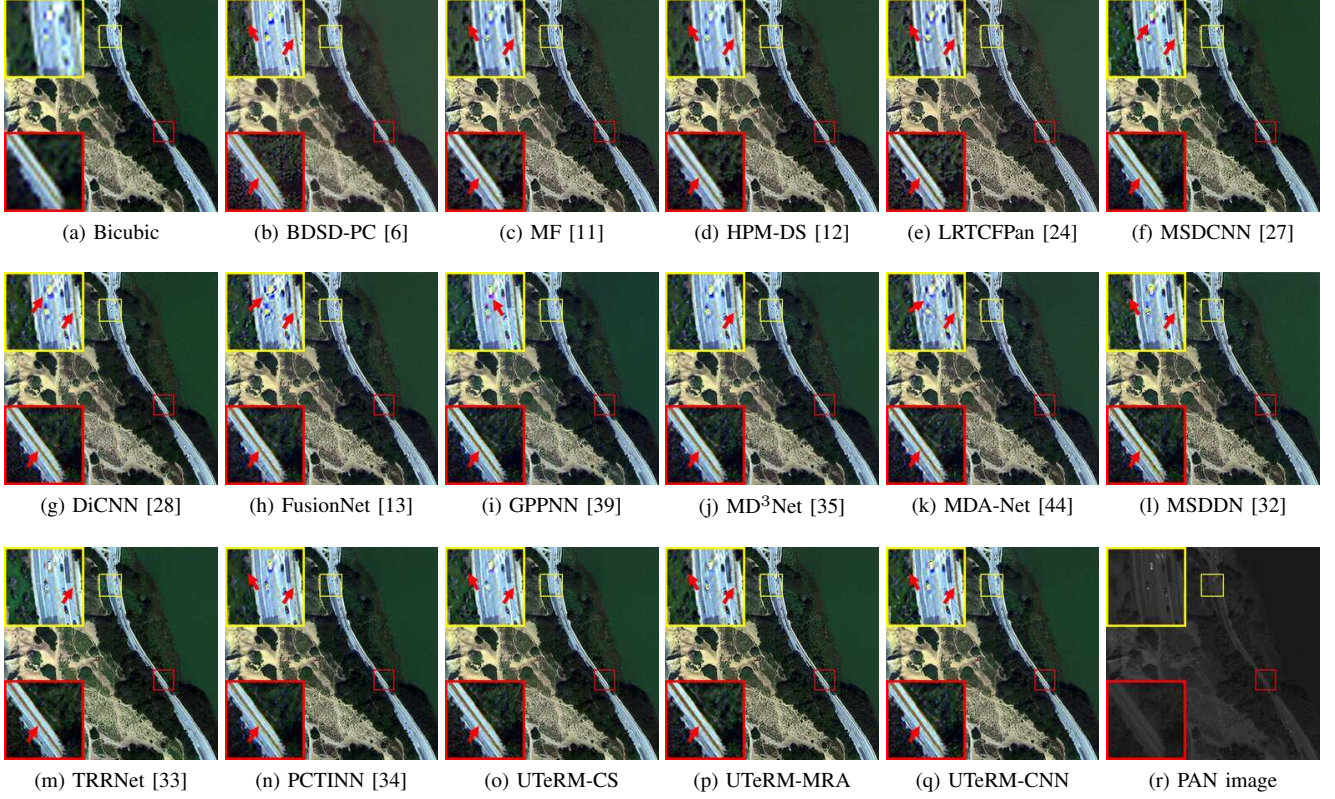 (a) Bicubic
(b) BDSD-PC [6]
(c) MF [11]
(d) HPM-DS [12]
(e) LRTCFPan [24]
(f) MSDCNN [27]
(g) DiCNN [28]
(h) FusionNet [13]
(i) GPPNN [39]
(j) MD³Net [35]
(k) MDA-Net [44]
(l) MSDDN [32]
(m) TRRNet [33]
(n) PCTINN [34]
(o) UTeRM-CS
(p) UTeRM-MRA
(q) UTeRM-CNN
(r) PAN image